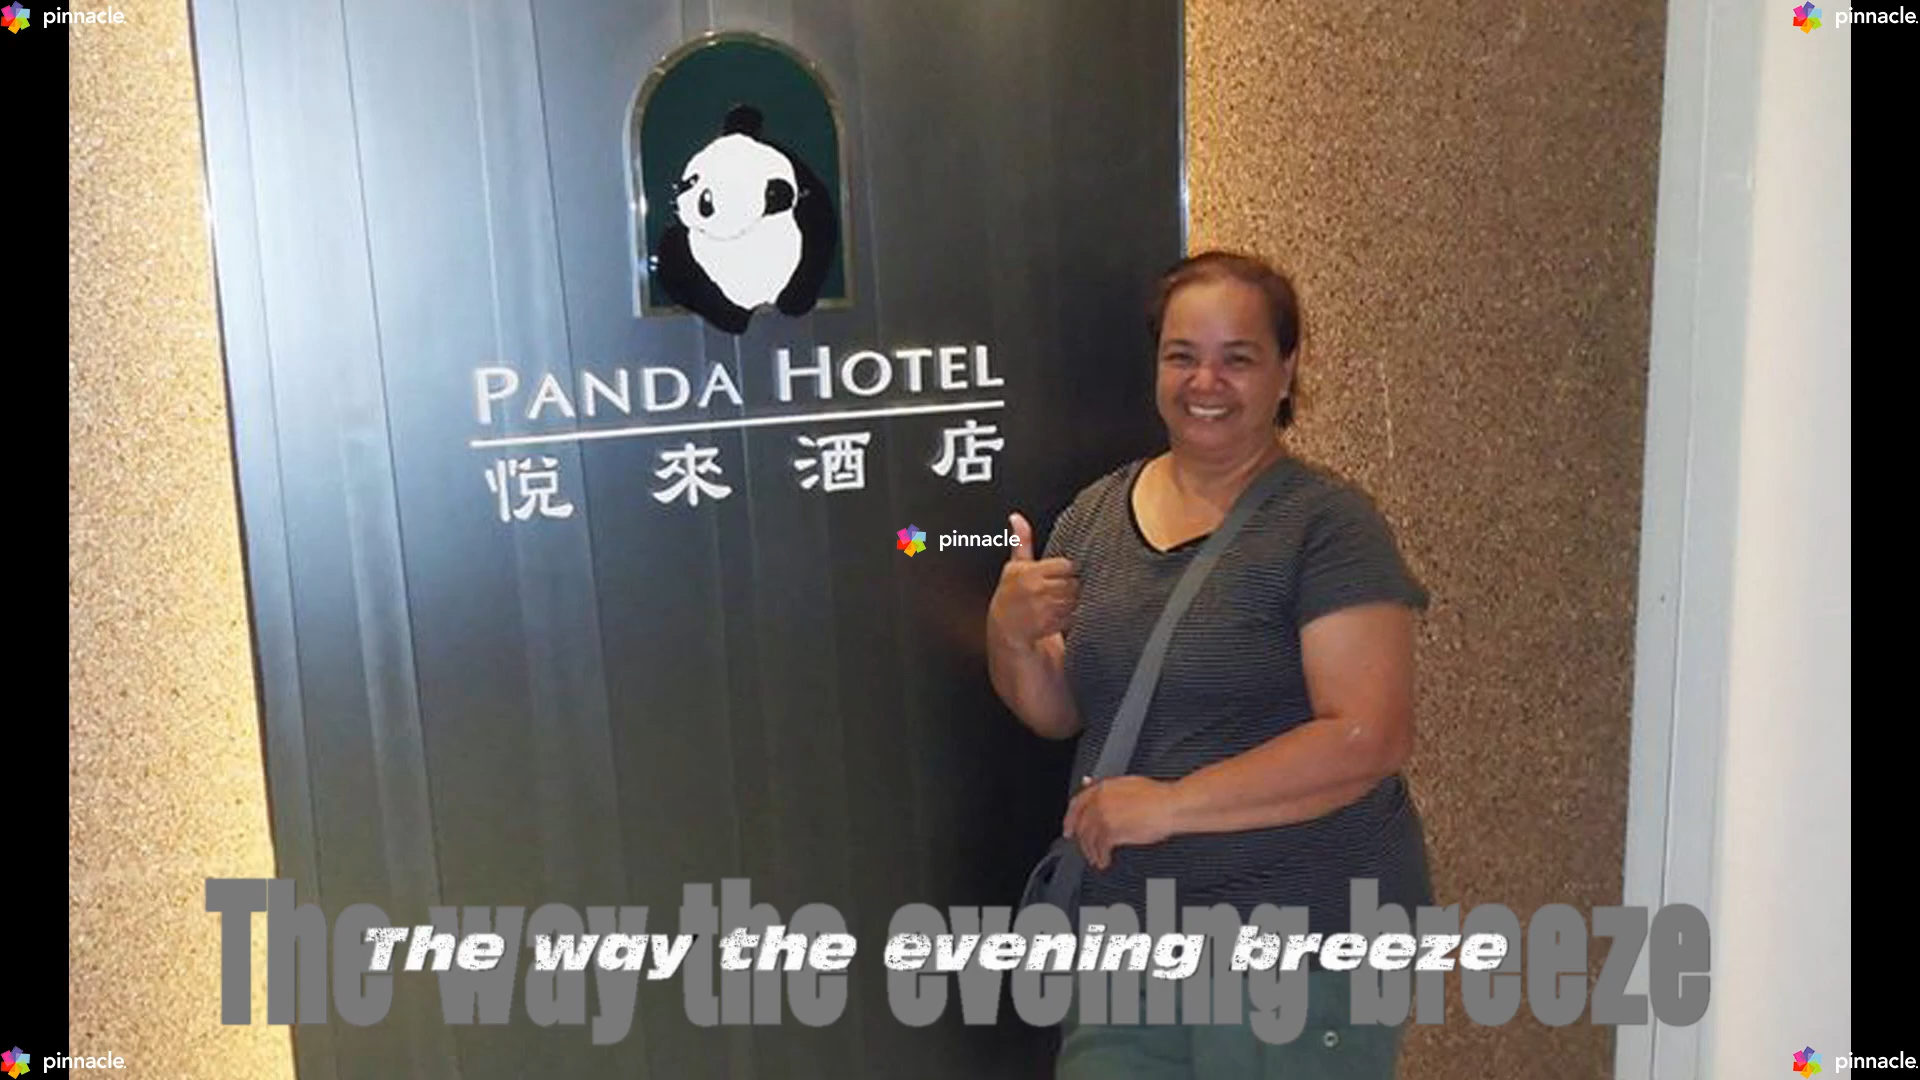 pinnacle.
pinnacle.
PANDA HOTEL
悅來酒店
pinnacle.
The way the evening breeze
The way the evening breeze
pinnacle.
pinnacle.